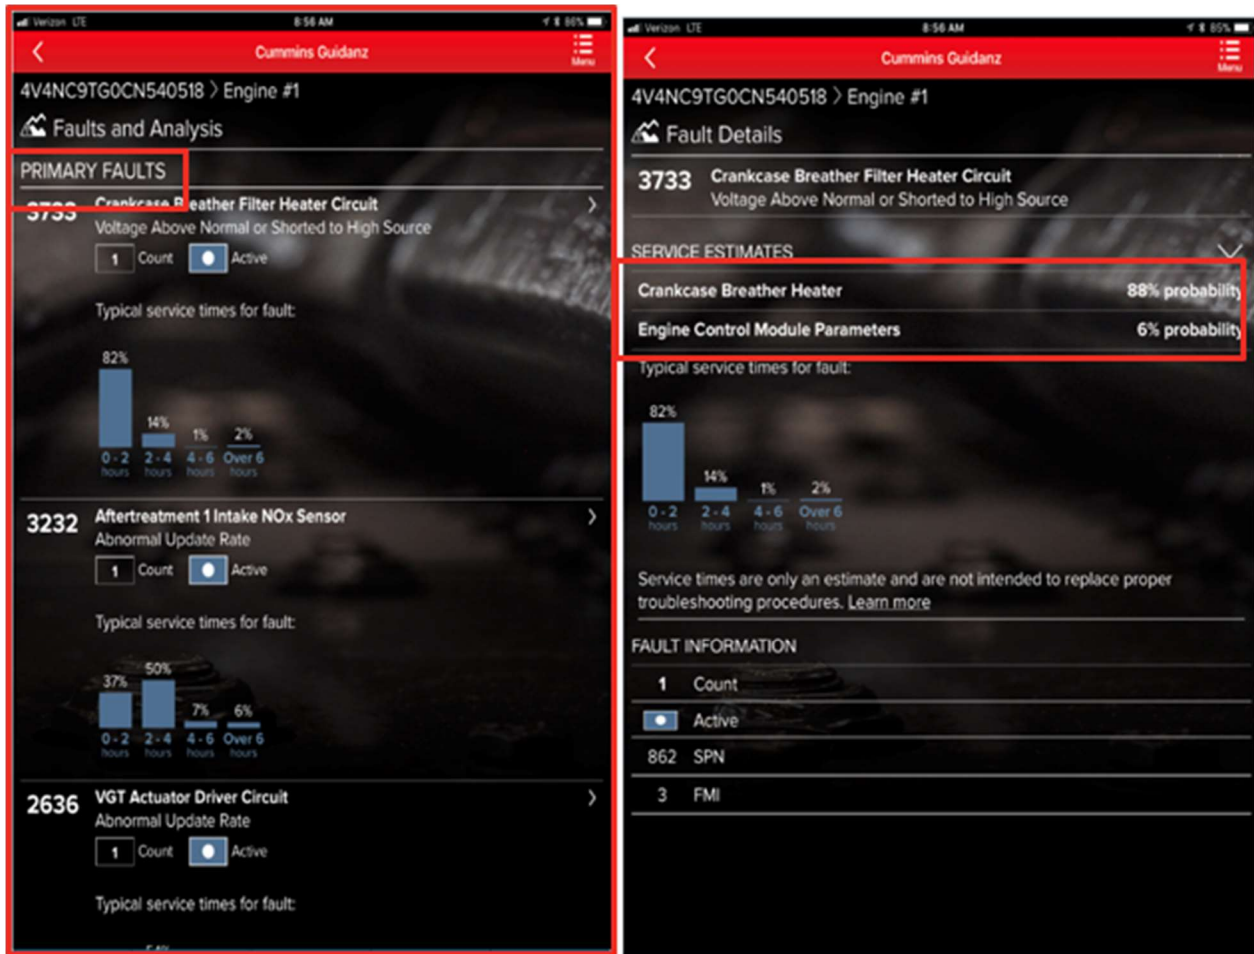 Verizon LTE 8:56 AM 86%
Cummins Guidanz
Menu
4V4NC9TG0CN540518 > Engine #1
Faults and Analysis
PRIMARY FAULTS
3733 Crankcase Breather Filter Heater Circuit
Voltage Above Normal or Shorted to High Source
1 Count Active
Typical service times for fault:
82%
14%
1% 2%
0 - 2 2 - 4 4 - 6 Over 6
hours hours hours hours
3232 Aftertreatment 1 Intake NOx Sensor
Abnormal Update Rate
1 Count Active
Typical service times for fault:
50%
37%
7% 6%
0 - 2 2 - 4 4 - 6 Over 6
hours hours hours hours
2636 VGT Actuator Driver Circuit
Abnormal Update Rate
1 Count Active
Typical service times for fault:
Verizon LTE 8:56 AM 85%
Cummins Guidanz
Menu
4V4NC9TG0CN540518 > Engine #1
Fault Details
3733 Crankcase Breather Filter Heater Circuit
Voltage Above Normal or Shorted to High Source
SERVICE ESTIMATES
Crankcase Breather Heater 88% probability
Engine Control Module Parameters 6% probability
Typical service times for fault:
82%
14%
1% 2%
0 - 2 2 - 4 4 - 6 Over 6
hours hours hours hours
Service times are only an estimate and are not intended to replace proper
troubleshooting procedures. Learn more
FAULT INFORMATION
1 Count
Active
862 SPN
3 FMI